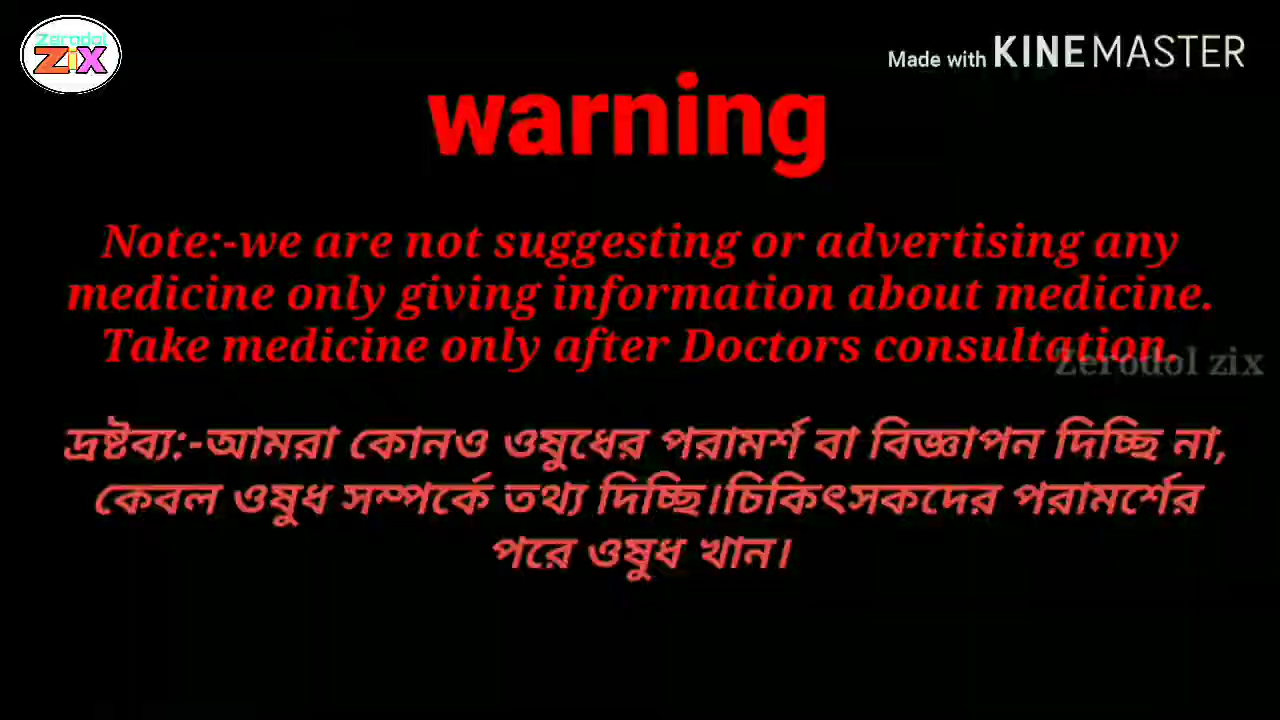 Zerodol
ZiX
Made with KINEMASTER
warning
Note:-we are not suggesting or advertising any
medicine only giving information about medicine.
Take medicine only after Doctors consultation.
Zerodol zix
দ্রষ্টব্য:-আমরা কোনও ওষুধের পরামর্শ বা বিজ্ঞাপন দিচ্ছি না,
কেবল ওষুধ সম্পর্কে তথ্য দিচ্ছি।চিকিৎসকদের পরামর্শের
পরে ওষুধ খান।